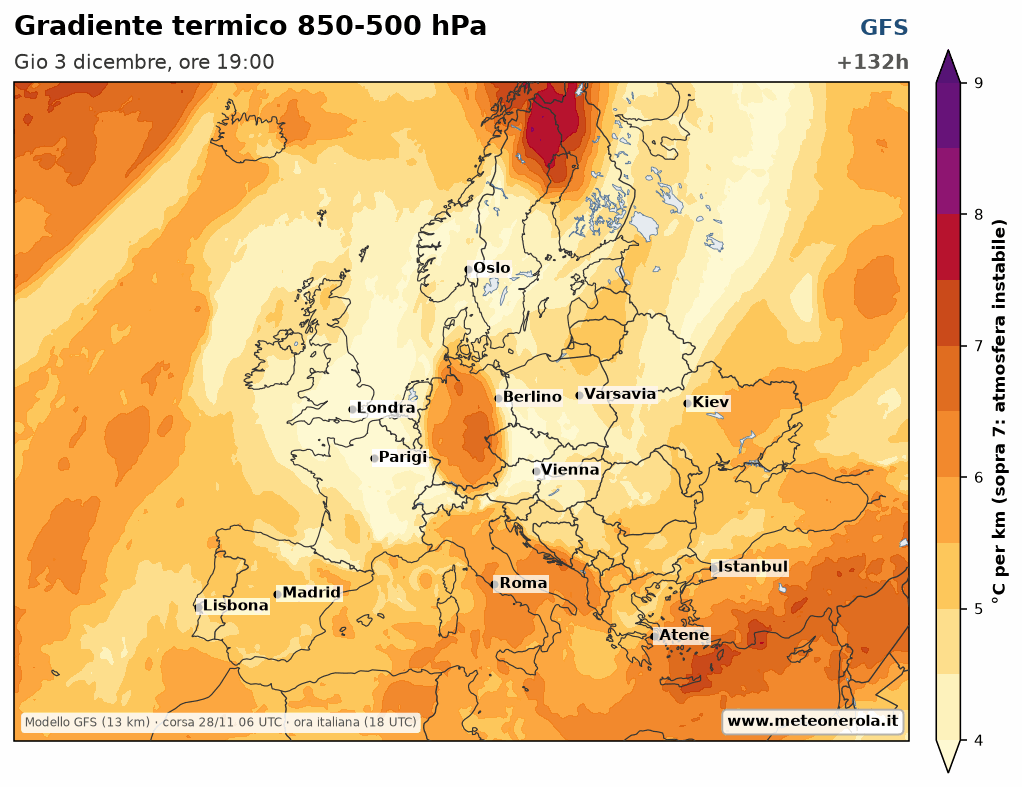 Gradiente termico 850-500 hPa
GFS
Gio 3 dicembre, ore 19:00
+132h
Oslo
Londra
Berlino
Varsavia
Kiev
Parigi
Vienna
Istanbul
Roma
Madrid
Lisbona
Atene
Modello GFS (13 km) · corsa 28/11 06 UTC · ora italiana (18 UTC)
www.meteonerola.it
9
8
7
6
5
4
°C per km (sopra 7: atmosfera instabile)